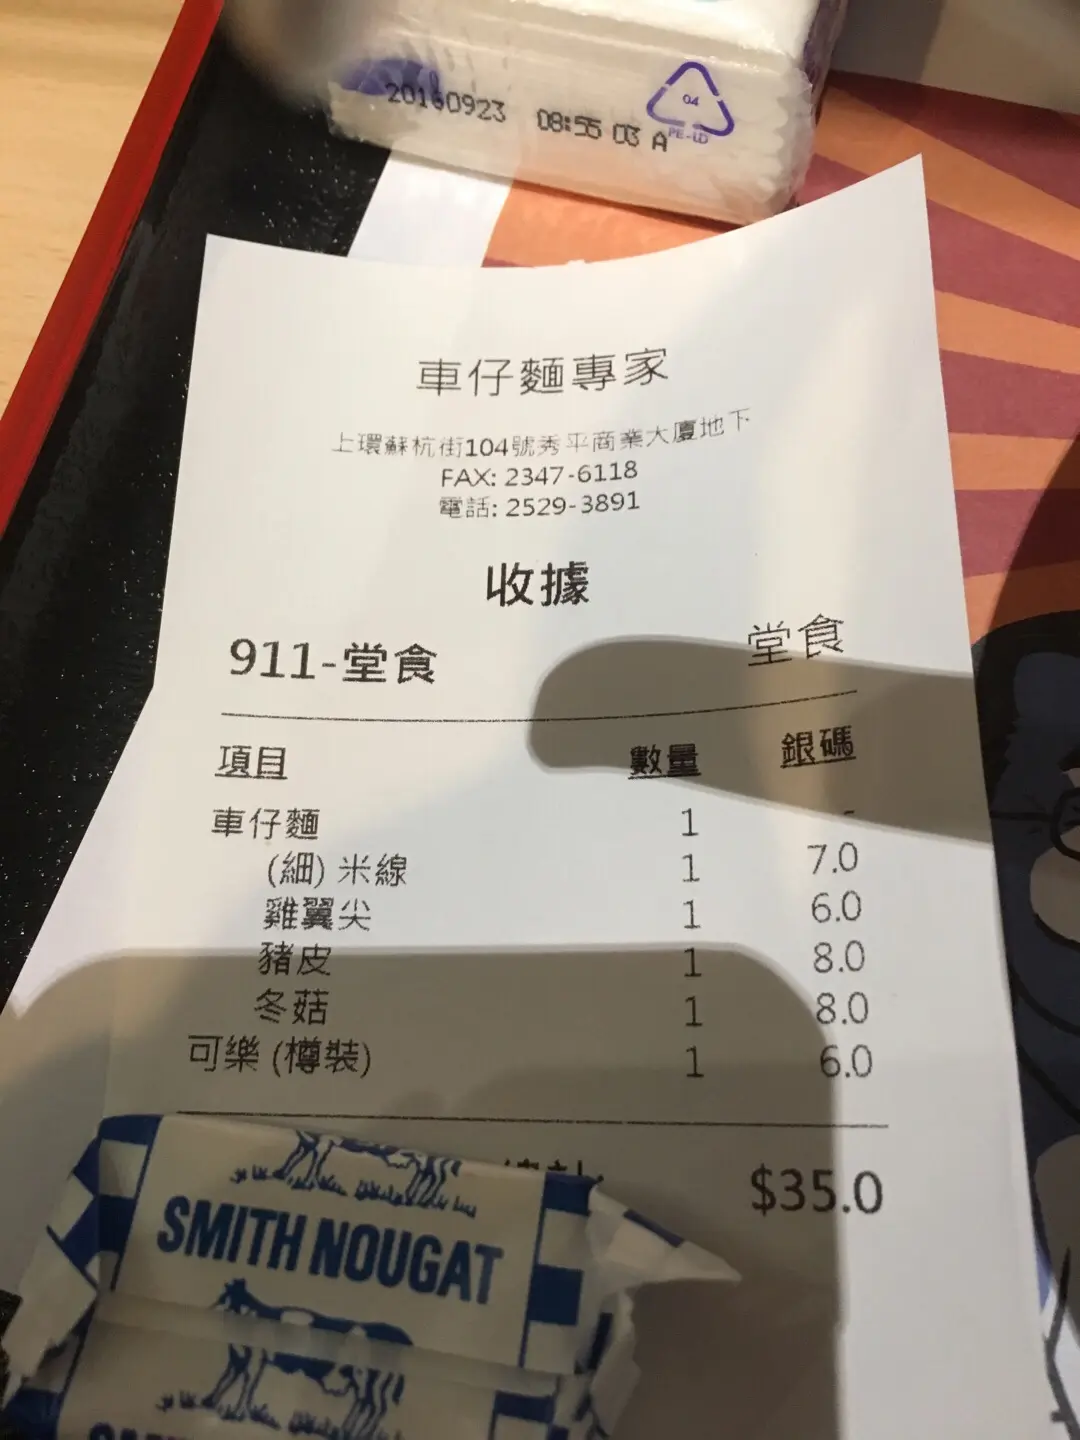 20160923 08:55 03 A
04
PE-LD
車仔麵專家
上環蘇杭街104號秀平商業大廈地下
FAX: 2347-6118
電話: 2529-3891
收據
911-堂食 堂食
項目 數量 銀碼
車仔麵 1 -
(細) 米線 1 7.0
雞翼尖 1 6.0
豬皮 1 8.0
冬菇 1 8.0
可樂 (樽裝) 1 6.0
$35.0
SMITH NOUGAT